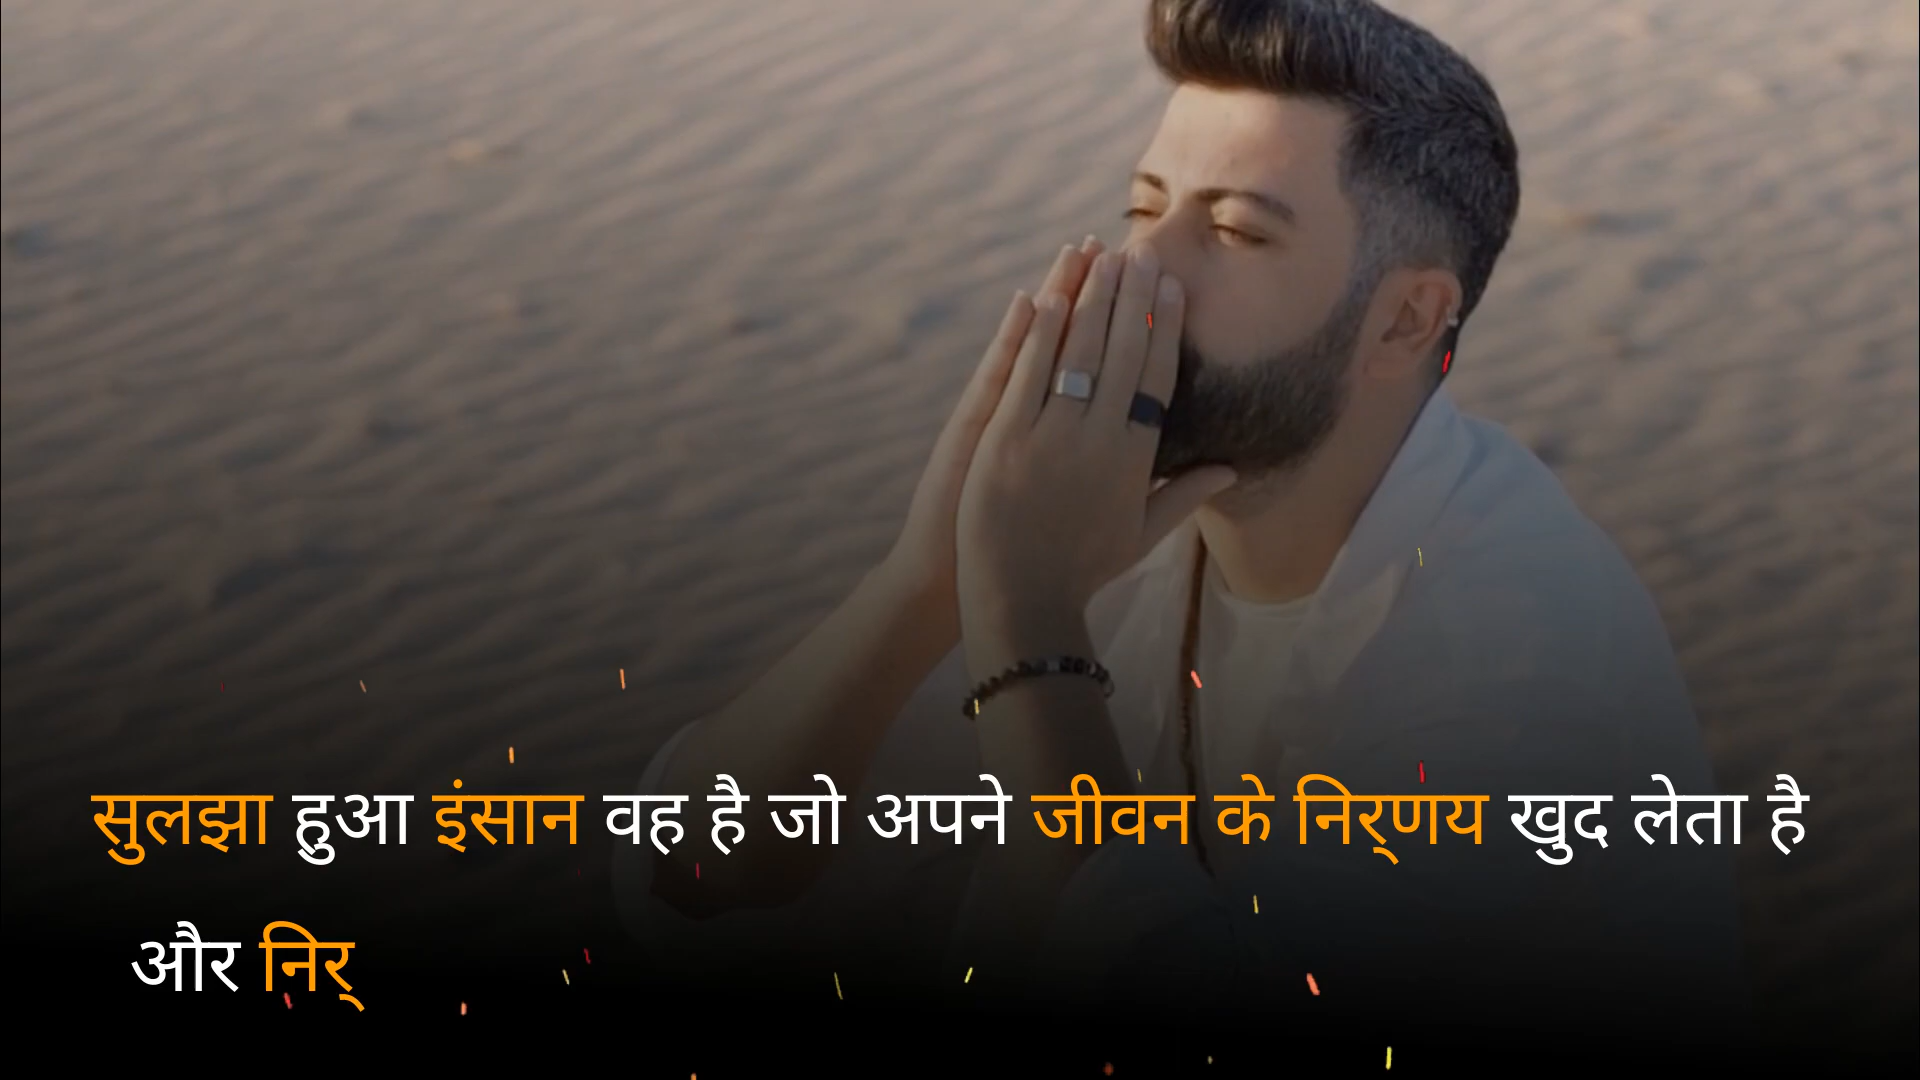 सुलझा हुआ इंसान वह है जो अपने जीवन के निर्‌णय खुद लेता है
और निर्